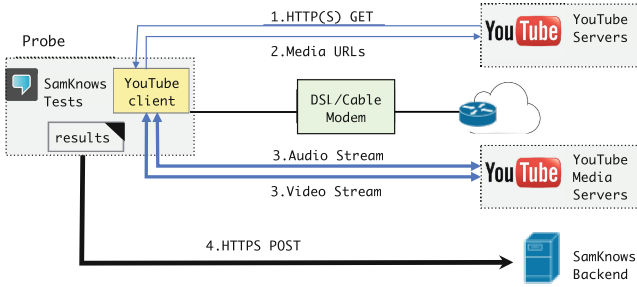 1.HTTP(S) GET
2.Media URLs
YouTube
YouTube
Servers
Probe
SamKnows
Tests
YouTube
client
results
DSL/Cable
Modem
3.Audio Stream
3.Video Stream
YouTube
YouTube
Media
Servers
4.HTTPS POST
SamKnows
Backend